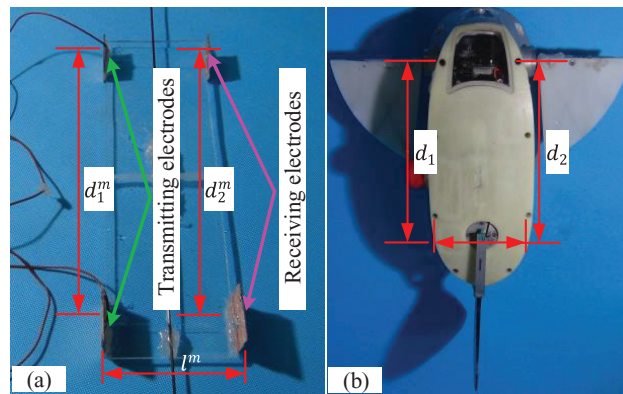 d₁ᵐ
Transmitting electrodes
d₂ᵐ
Receiving electrodes
lᵐ
(a)
d₁
d₂
(b)